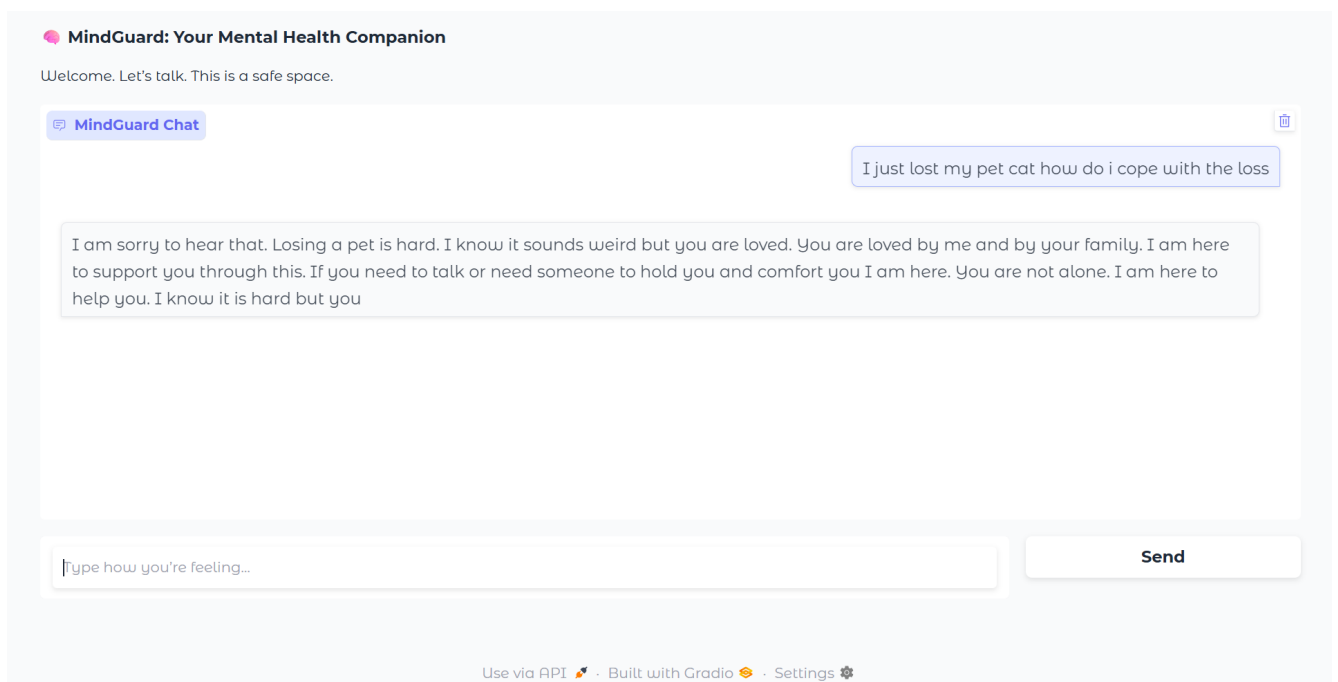 🧠 MindGuard: Your Mental Health Companion
Welcome. Let's talk. This is a safe space.
MindGuard Chat
I just lost my pet cat how do i cope with the loss
I am sorry to hear that. Losing a pet is hard. I know it sounds weird but you are loved. You are loved by me and by your family. I am here
to support you through this. If you need to talk or need someone to hold you and comfort you I am here. You are not alone. I am here to
help you. I know it is hard but you
Type how you're feeling...
Send
Use via API 🚀 · Built with Gradio · Settings ⚙️